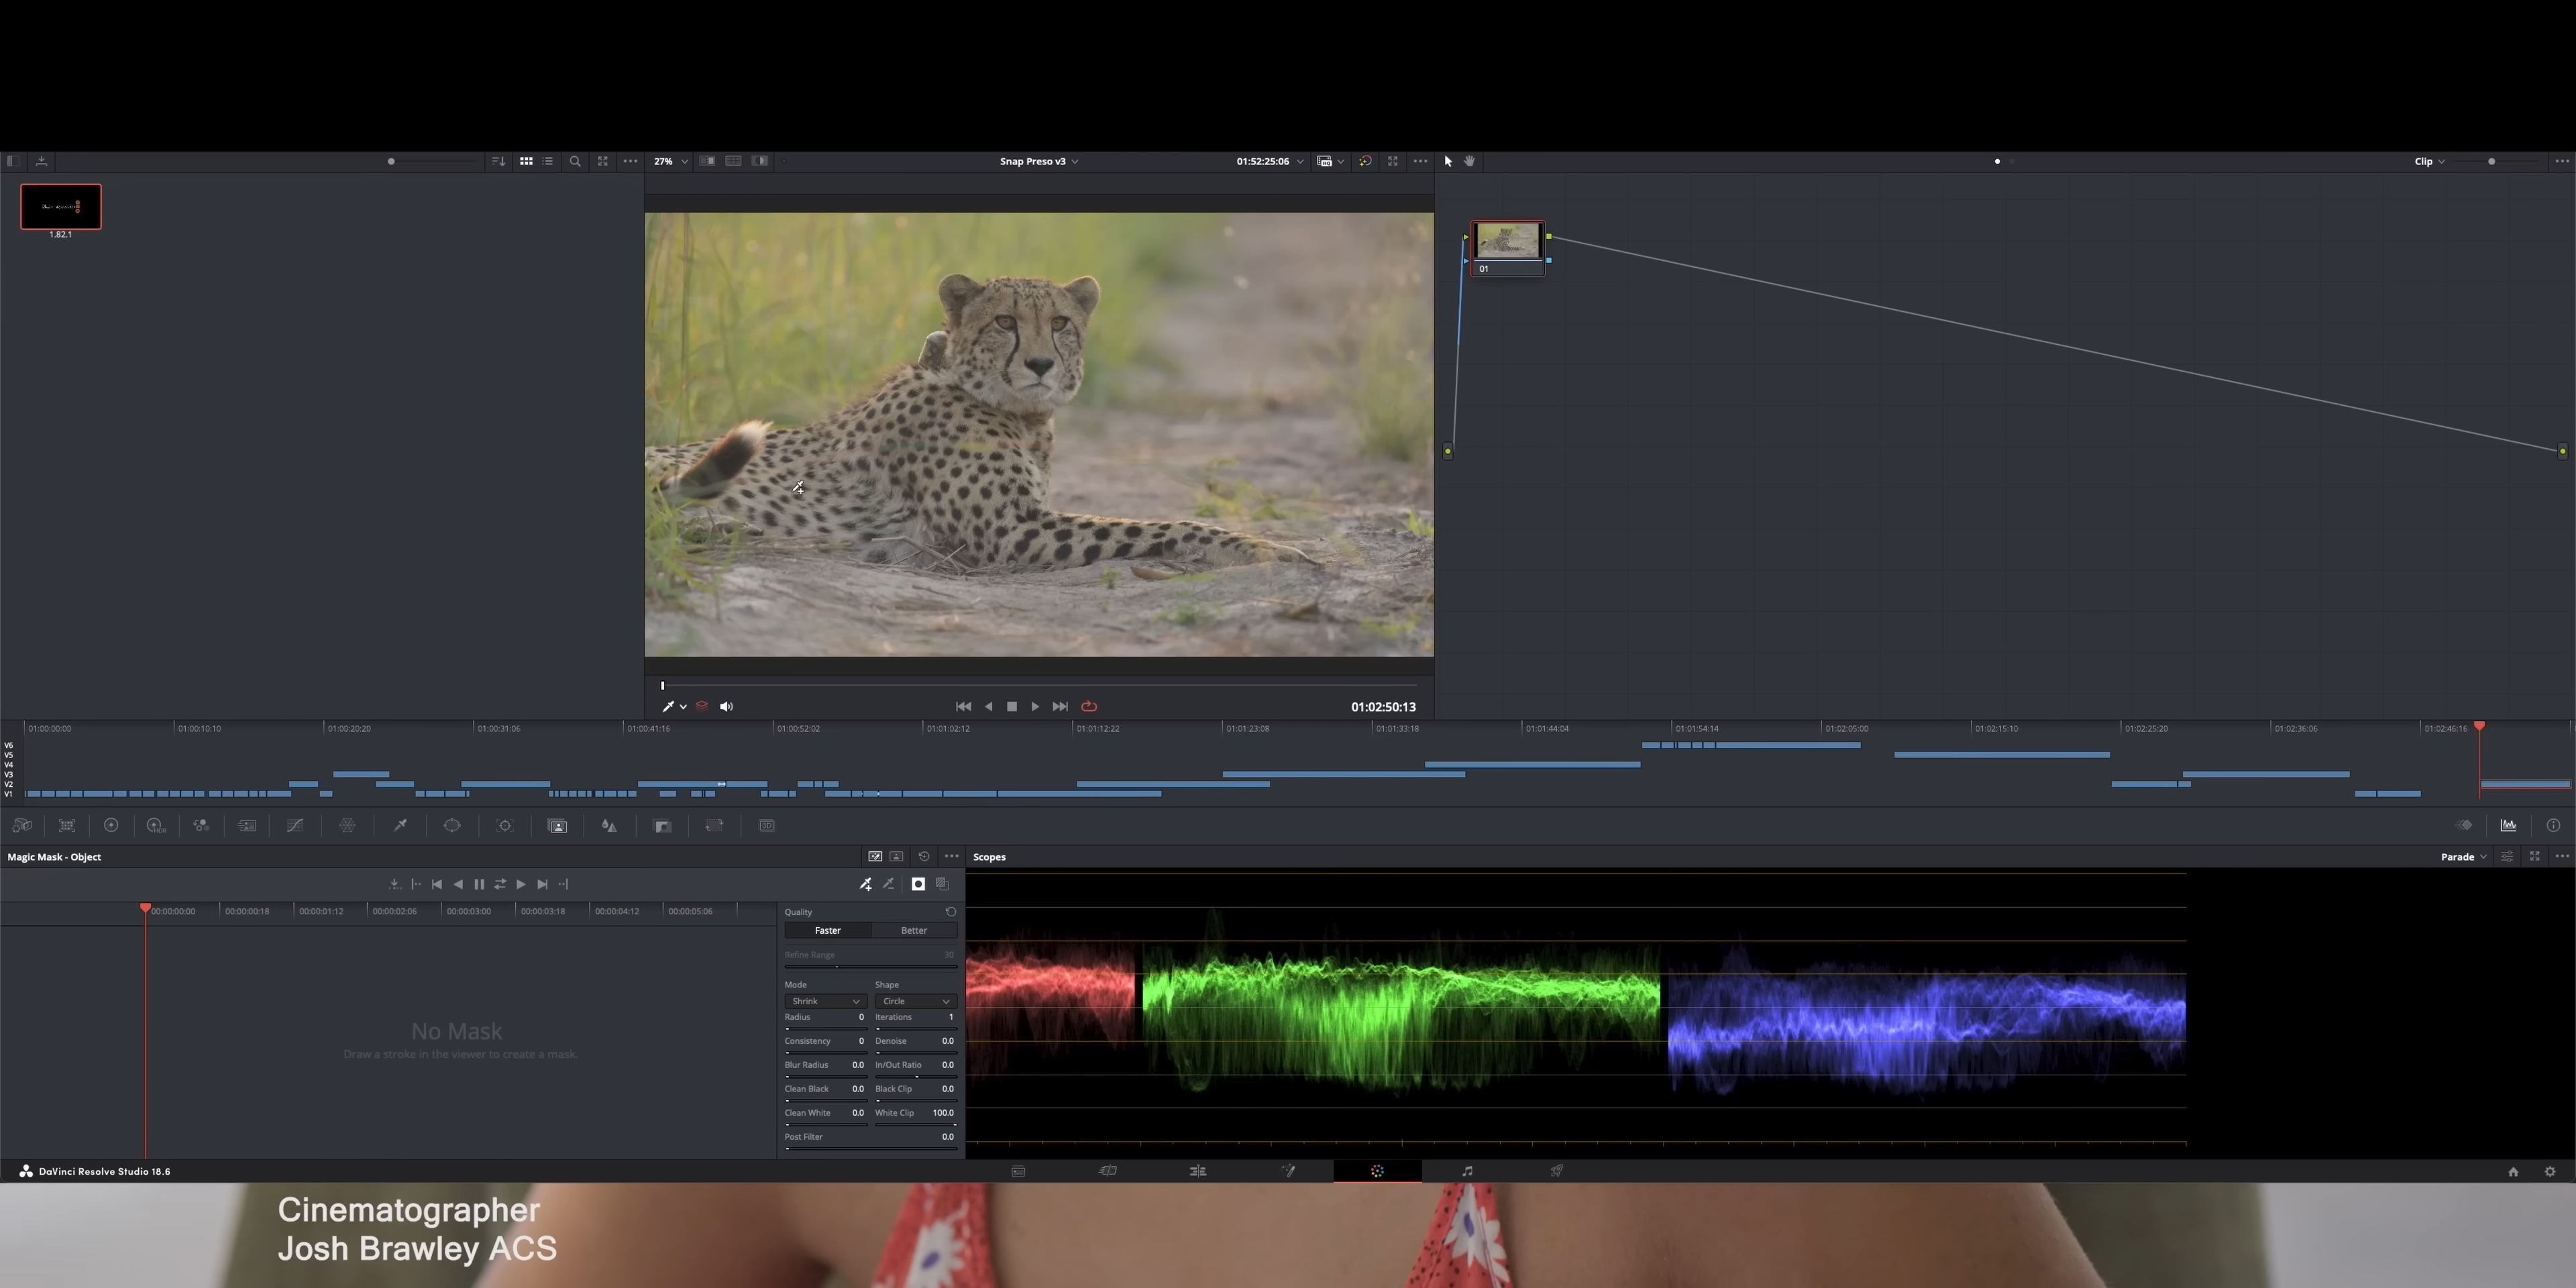 27%
Snap Preso v3
01:52:25:06
Clip
1.82.1
01
01:02:50:13
01:00:00:00 01:00:10:10 01:00:20:20 01:00:31:06 01:00:41:16 01:00:52:02 01:01:02:12 01:01:12:22 01:01:23:08 01:01:33:18 01:01:44:04 01:01:54:14 01:02:05:00 01:02:15:10 01:02:25:20 01:02:36:06 01:02:46:16
V6
V5
V4
V3
V2
V1
HDR
3D
Magic Mask - Object
Scopes
Parade
00:00:00:00 00:00:00:18 00:00:01:12 00:00:02:06 00:00:03:00 00:00:03:18 00:00:04:12 00:00:05:06
Quality
Faster Better
Refine Range 30
Mode Shape
Shrink Circle
Radius 0 Iterations 1
Consistency 0 Denoise 0.0
Blur Radius 0.0 In/Out Ratio 0.0
Clean Black 0.0 Black Clip 0.0
Clean White 0.0 White Clip 100.0
Post Filter 0.0
No Mask
Draw a stroke in the viewer to create a mask.
DaVinci Resolve Studio 18.6
Cinematographer
Josh Brawley ACS